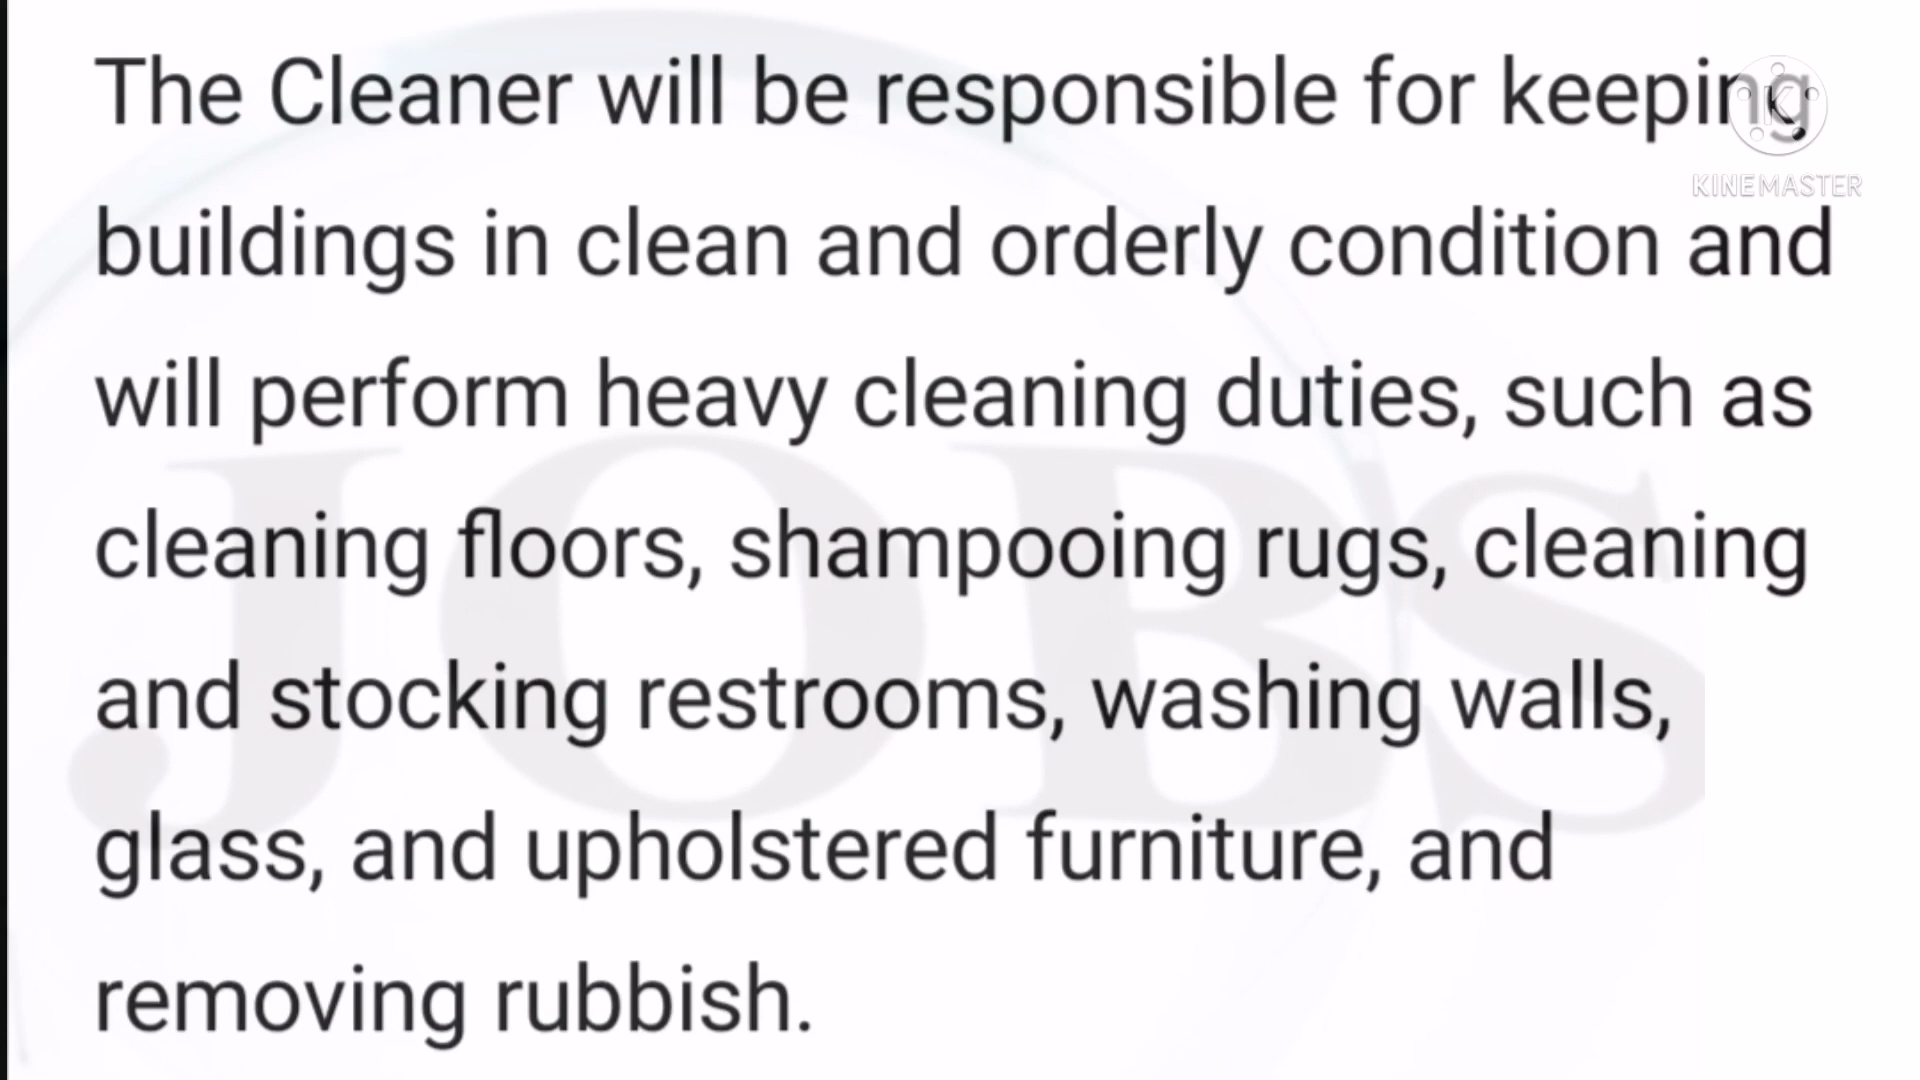 The Cleaner will be responsible for keeping
KINEMASTER
buildings in clean and orderly condition and
will perform heavy cleaning duties, such as
cleaning floors, shampooing rugs, cleaning
and stocking restrooms, washing walls,
glass, and upholstered furniture, and
removing rubbish.
JOBS